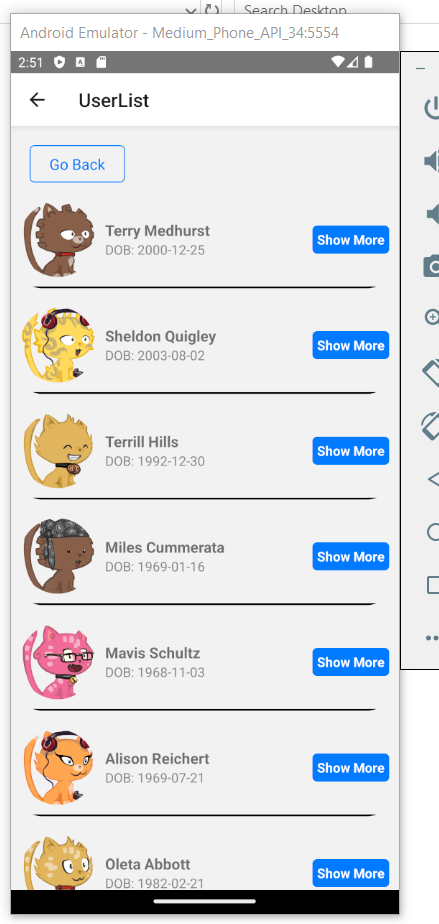 Search Desktop
Android Emulator - Medium_Phone_API_34:5554
2:51
UserList
Go Back
Terry Medhurst
DOB: 2000-12-25
Show More
Sheldon Quigley
DOB: 2003-08-02
Show More
Terrill Hills
DOB: 1992-12-30
Show More
Miles Cummerata
DOB: 1969-01-16
Show More
Mavis Schultz
DOB: 1968-11-03
Show More
Alison Reichert
DOB: 1969-07-21
Show More
Oleta Abbott
DOB: 1982-02-21
Show More